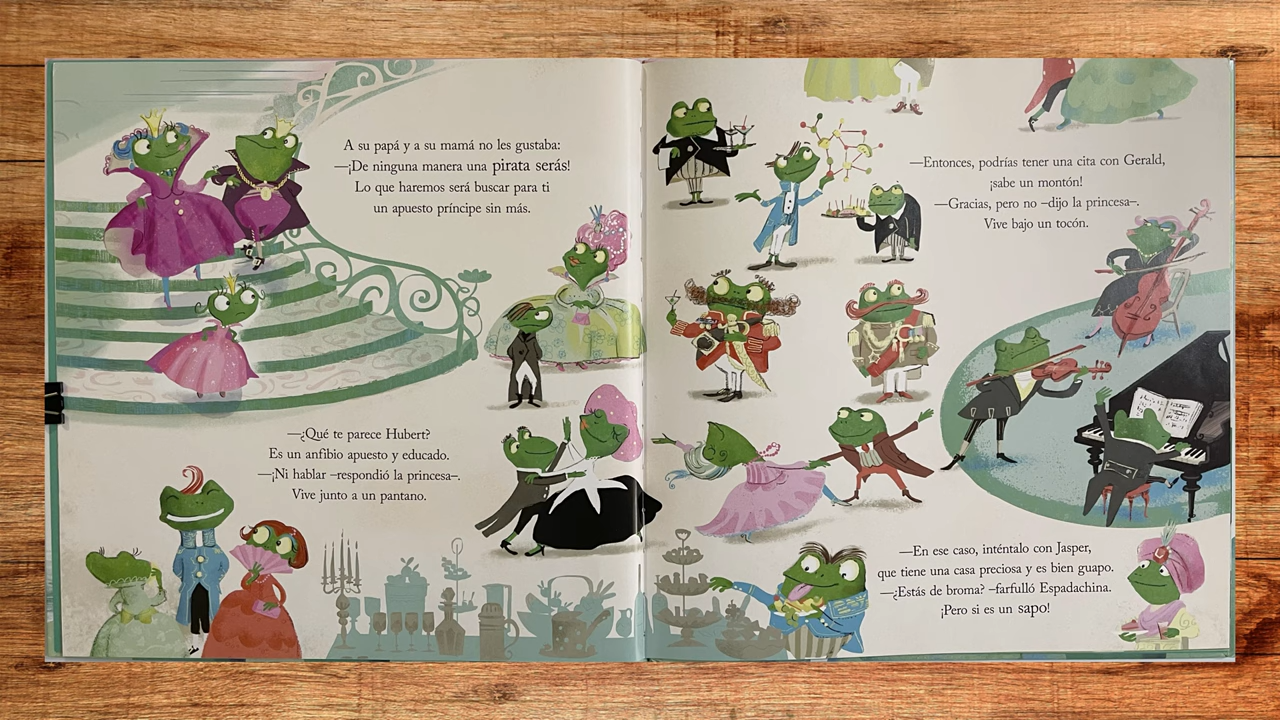 A su papá y a su mamá no les gustaba:
—¡De ninguna manera una pirata serás!
Lo que haremos será buscar para ti
un apuesto príncipe sin más.
—¿Qué te parece Hubert?
Es un anfibio apuesto y educado.
—¡Ni hablar –respondió la princesa–.
Vive junto a un pantano.
—Entonces, podrías tener una cita con Gerald,
¡sabe un montón!
—Gracias, pero no –dijo la princesa–.
Vive bajo un tocón.
—En ese caso, inténtalo con Jasper,
que tiene una casa preciosa y es bien guapo.
—¿Estás de broma? –farfulló Espadachina.
¡Pero si es un sapo!